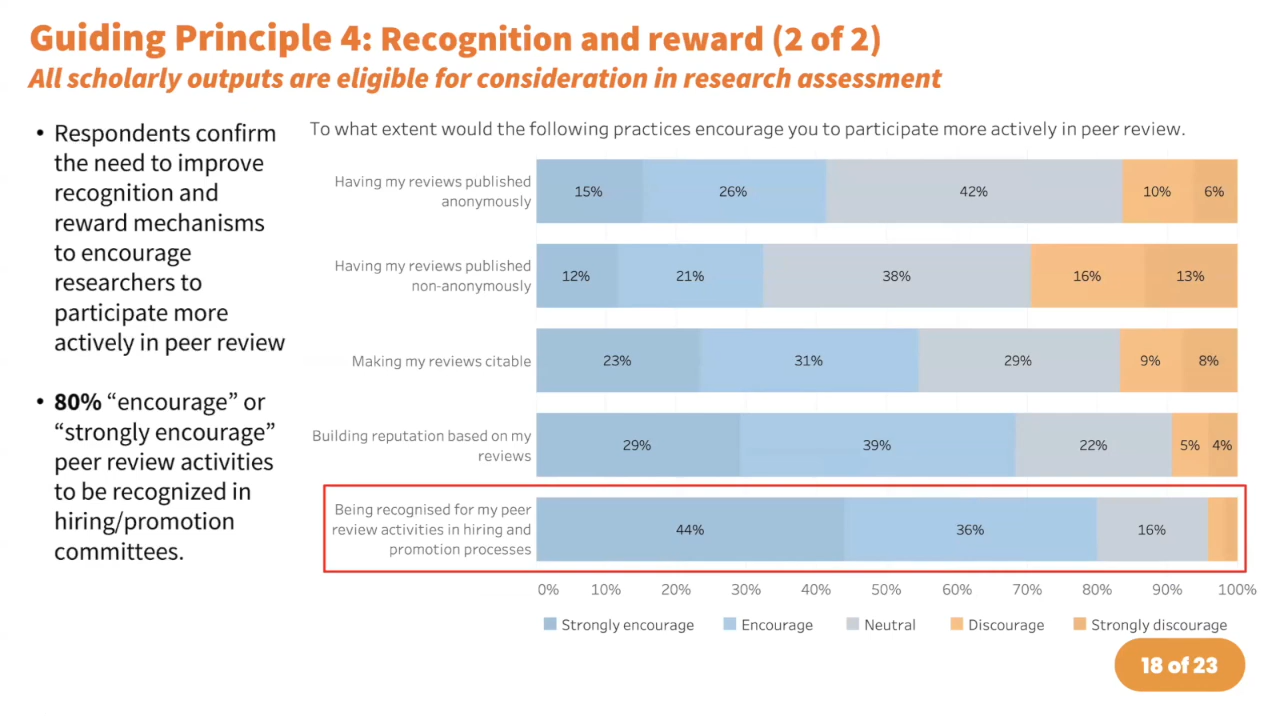 Guiding Principle 4: Recognition and reward (2 of 2)
All scholarly outputs are eligible for consideration in research assessment
• Respondents confirm
the need to improve
recognition and
reward mechanisms
to encourage
researchers to
participate more
actively in peer review
• 80% “encourage” or
“strongly encourage”
peer review activities
to be recognized in
hiring/promotion
committees.
To what extent would the following practices encourage you to participate more actively in peer review.
Having my reviews published
anonymously
15% 26% 42% 10% 6%
Having my reviews published
non-anonymously
12% 21% 38% 16% 13%
Making my reviews citable
23% 31% 29% 9% 8%
Building reputation based on my
reviews
29% 39% 22% 5% 4%
Being recognised for my peer
review activities in hiring and
promotion processes
44% 36% 16%
0% 10% 20% 30% 40% 50% 60% 70% 80% 90% 100%
Strongly encourage Encourage Neutral Discourage Strongly discourage
18 of 23